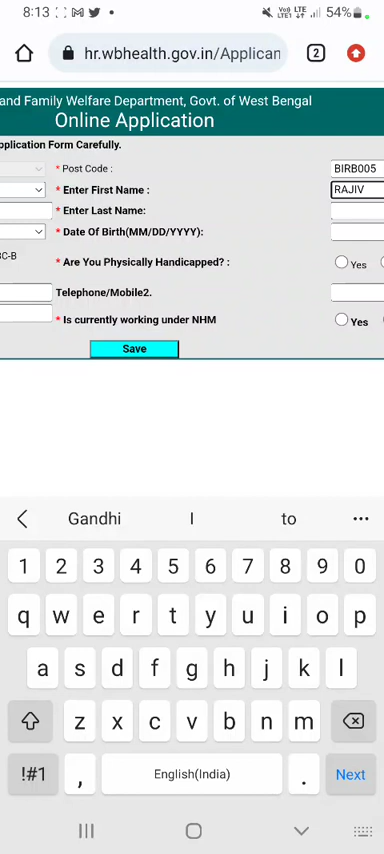 8:13 54%
hr.wbhealth.gov.in/Applican 2
and Family Welfare Department, Govt. of West Bengal
Online Application
pplication Form Carefully.
* Post Code : BIRB005
* Enter First Name : RAJIV
* Enter Last Name:
* Date Of Birth(MM/DD/YYYY):
C-B * Are You Physically Handicapped? : Yes
Telephone/Mobile2.
* Is currently working under NHM Yes
Save
Gandhi I to
1 2 3 4 5 6 7 8 9 0
q w e r t y u i o p
a s d f g h j k l
z x c v b n m
!#1 , English(India) . Next